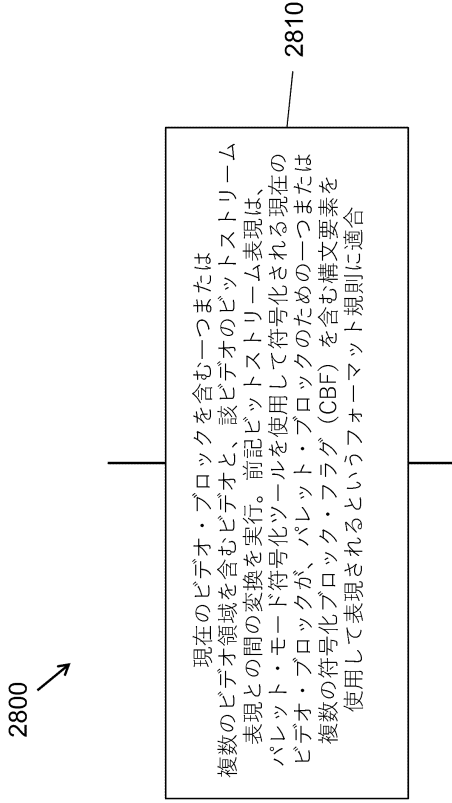 2800
2810
現在のビデオ・ブロックを含む一つまたは
複数のビデオ領域を含むビデオと、該ビデオのビットストリーム
表現との間の変換を実行。前記ビットストリーム表現は、
パレット・モード符号化ツールを使用して符号化される現在の
ビデオ・ブロックが、パレット・ブロックのための一つまたは
複数の符号化ブロック・フラグ（CBF）を含む構文要素を
使用して表現されるというフォーマット規則に適合